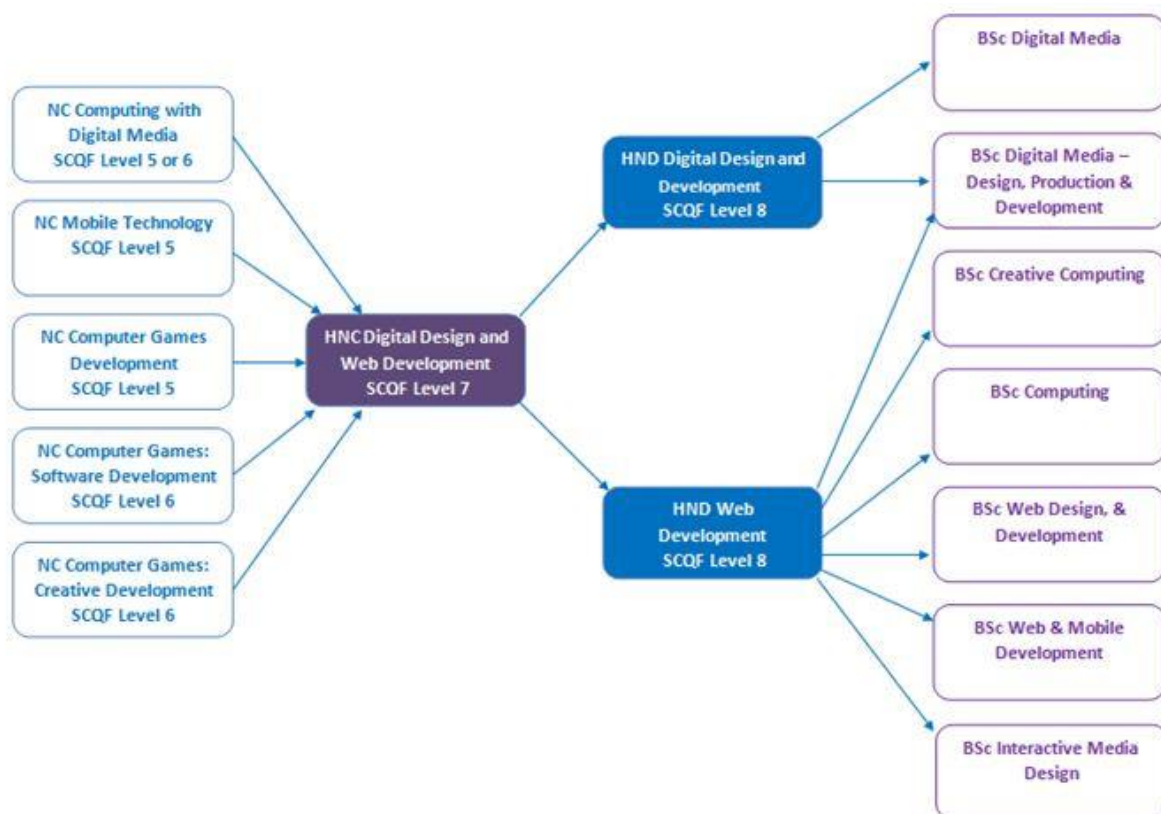 NC Computing with
Digital Media
SCQF Level 5 or 6
NC Mobile Technology
SCQF Level 5
NC Computer Games
Development
SCQF Level 5
NC Computer Games:
Software Development
SCQF Level 6
NC Computer Games:
Creative Development
SCQF Level 6
HNC Digital Design and
Web Development
SCQF Level 7
HND Digital Design and
Development
SCQF Level 8
HND Web
Development
SCQF Level 8
BSc Digital Media
BSc Digital Media –
Design, Production &
Development
BSc Creative Computing
BSc Computing
BSc Web Design, &
Development
BSc Web & Mobile
Development
BSc Interactive Media
Design